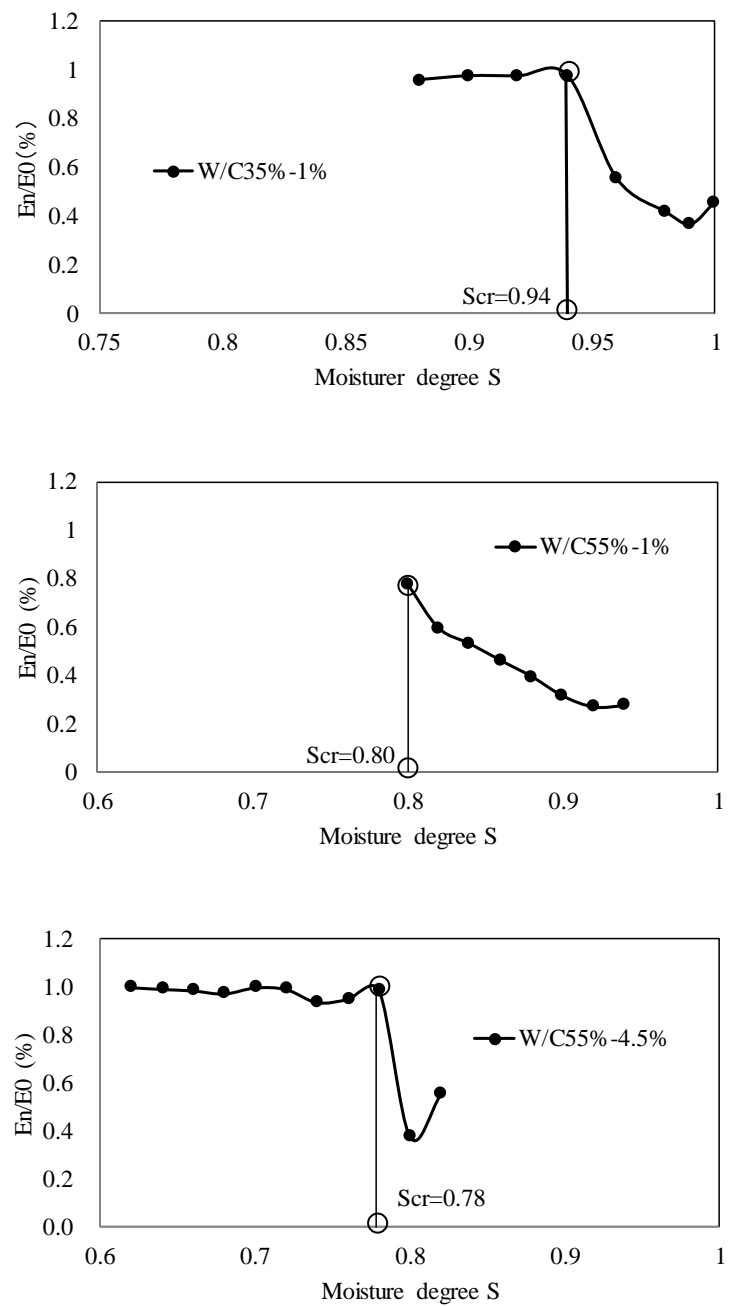 1.2
1
0.8
0.6
0.4
0.2
0
En/E0(%)
W/C35%-1%
Scr=0.94
0.75 0.8 0.85 0.9 0.95 1
Moisturer degree S
1.2
1
0.8
0.6
0.4
0.2
0
En/E0 (%)
W/C55%-1%
Scr=0.80
0.6 0.7 0.8 0.9 1
Moisture degree S
1.2
1.0
0.8
0.6
0.4
0.2
0.0
En/E0 (%)
W/C55%-4.5%
Scr=0.78
0.6 0.7 0.8 0.9 1
Moisture degree S